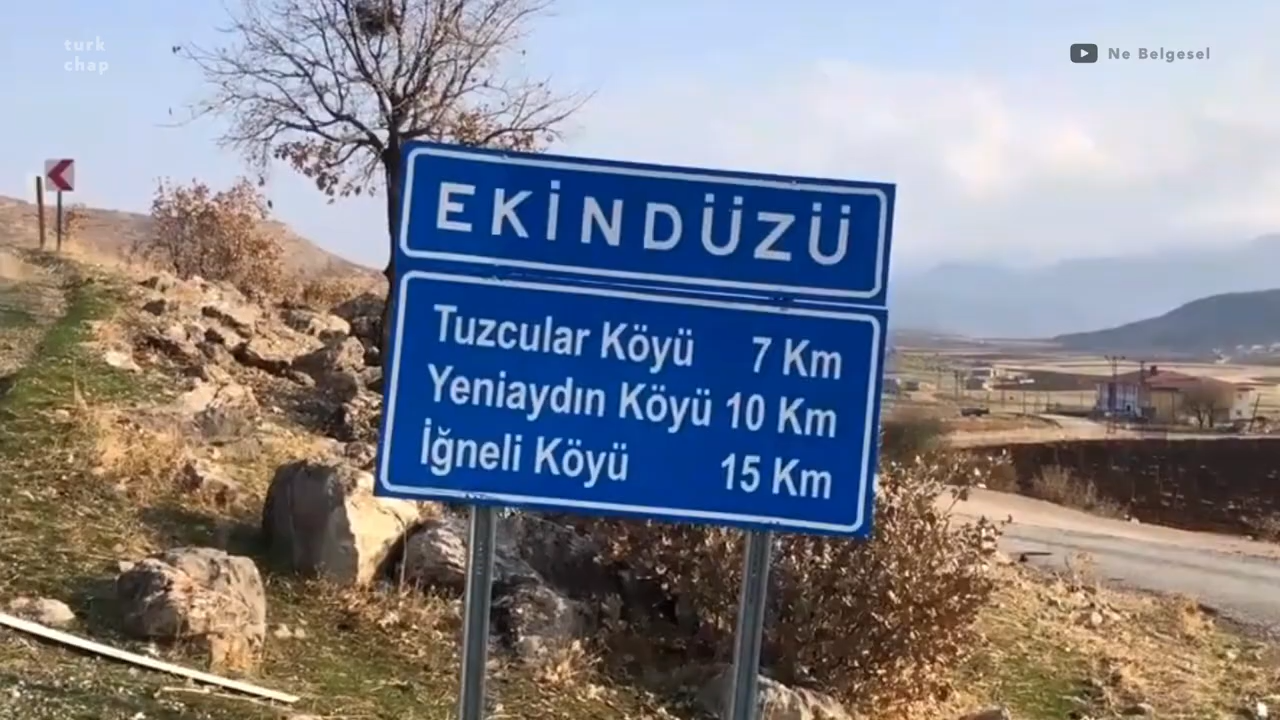 turk
chap
Ne Belgesel
EKİNDÜZÜ
Tuzcular Köyü 7 Km
Yeniaydın Köyü 10 Km
İğneli Köyü 15 Km